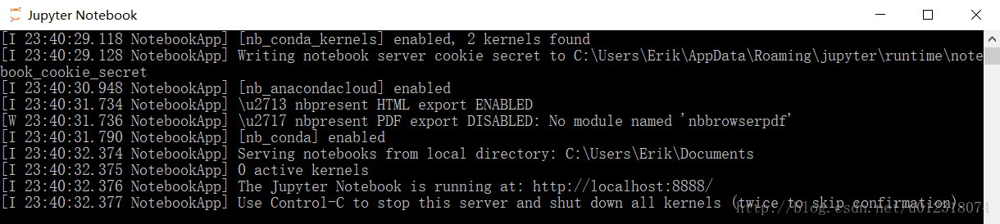 Jupyter Notebook
[I 23:40:29.118 NotebookApp] [nb_conda_kernels] enabled, 2 kernels found
[I 23:40:29.128 NotebookApp] Writing notebook server cookie secret to C:\Users\Erik\AppData\Roaming\jupyter\runtime\note
book_cookie_secret
[I 23:40:30.948 NotebookApp] [nb_anacondacloud] enabled
[I 23:40:31.734 NotebookApp] \u2713 nbpresent HTML export ENABLED
[W 23:40:31.736 NotebookApp] \u2717 nbpresent PDF export DISABLED: No module named 'nbbrowserpdf'
[I 23:40:31.790 NotebookApp] [nb_conda] enabled
[I 23:40:32.374 NotebookApp] Serving notebooks from local directory: C:\Users\Erik\Documents
[I 23:40:32.375 NotebookApp] 0 active kernels
[I 23:40:32.376 NotebookApp] The Jupyter Notebook is running at: http://localhost:8888/
[I 23:40:32.377 NotebookApp] Use Control-C to stop this server and shut down all kernels (twice to skip confirmation)